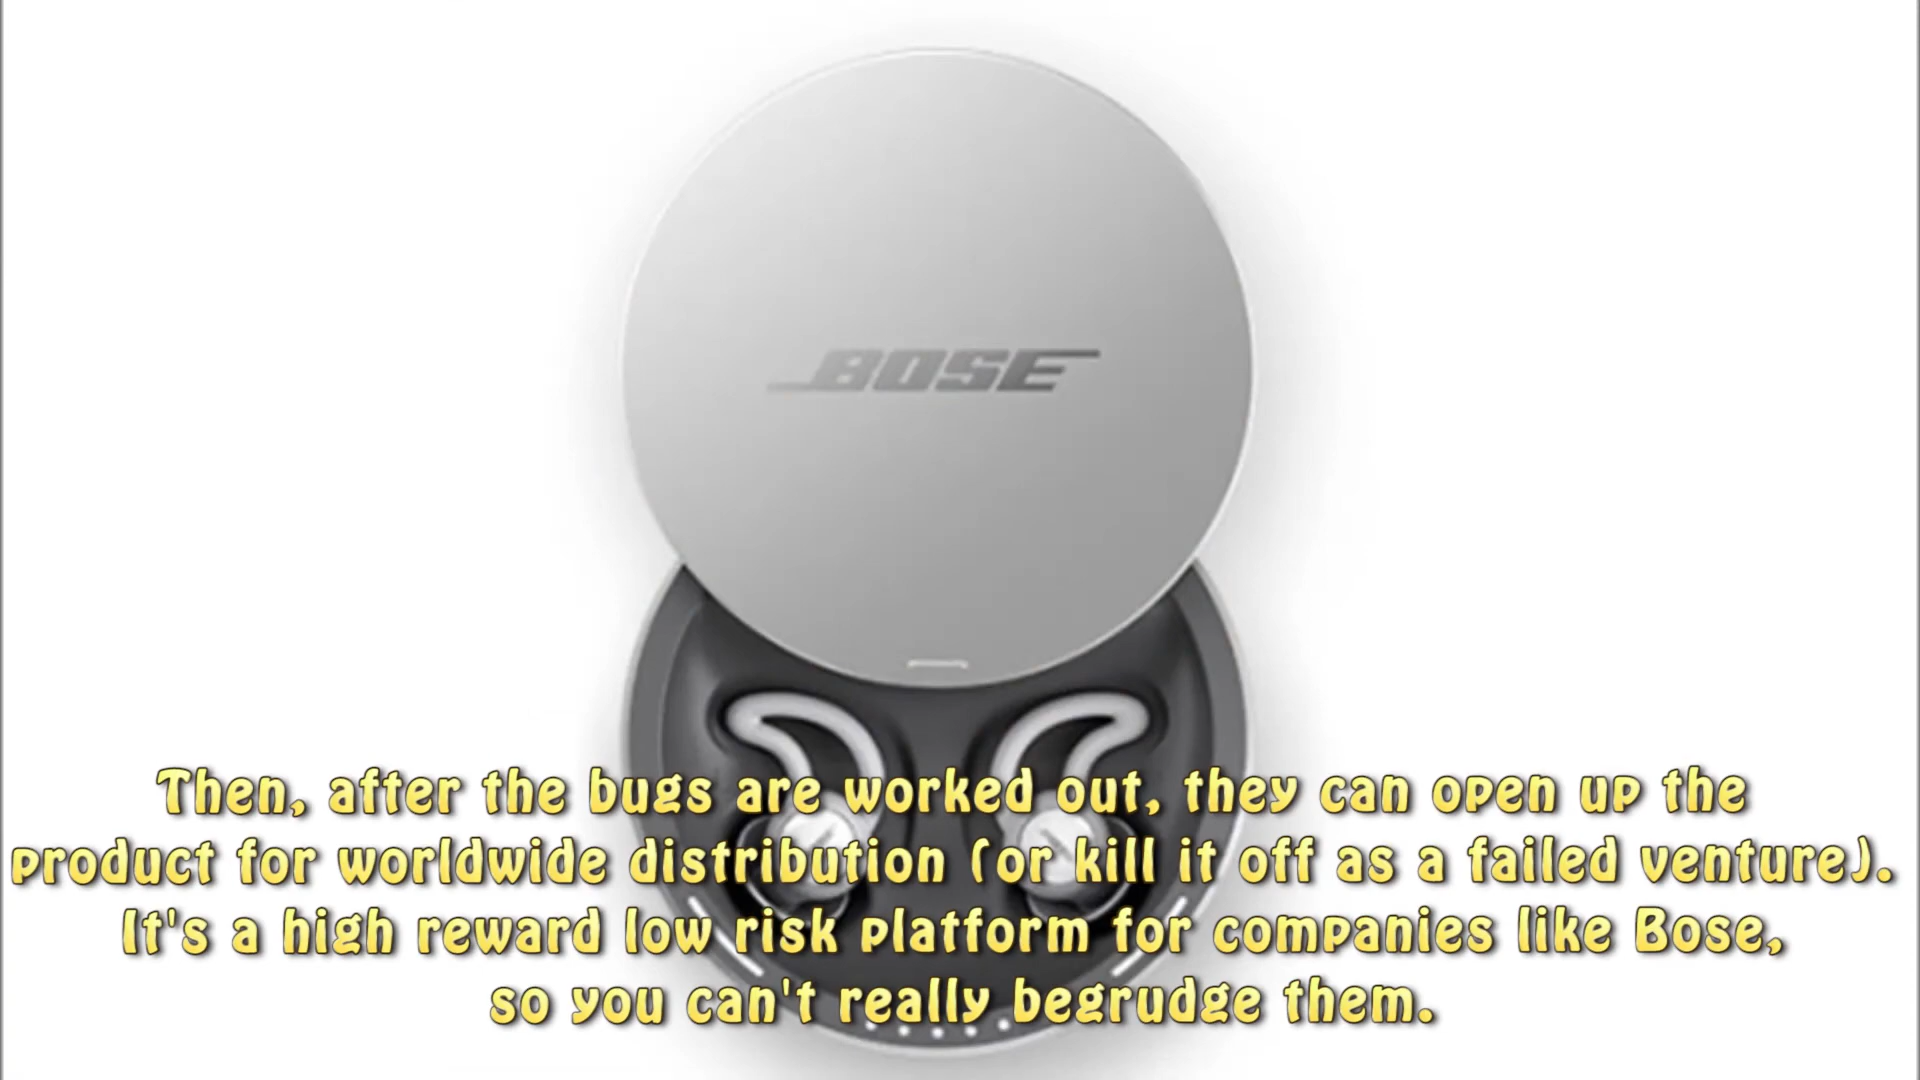 BOSE
Then, after the bugs are worked out, they can open up the
product for worldwide distribution (or kill it off as a failed venture).
It's a high reward low risk platform for companies like Bose,
so you can't really begrudge them.